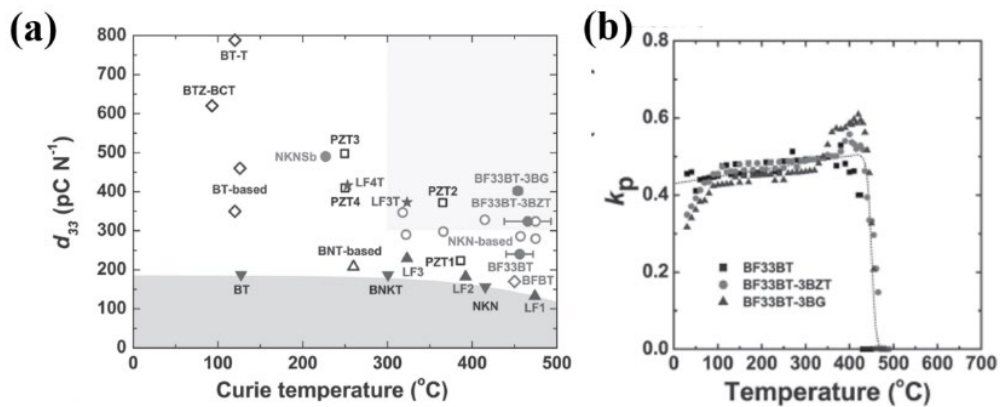 (a)
800
700
600
500
400
300
200
100
0
d33 (pC N⁻¹)
BT-T
BTZ-BCT
PZT3
NKNSb
LF4T
BT-based
PZT4
LF3T
PZT2
BF33BT-3BG
BF33BT-3BZT
NKN-based
BNT-based
LF3
PZT1
BF33BT
BFBT
BT
BNKT
LF2
NKN
LF1
0 100 200 300 400 500
Curie temperature (°C)
(b)
0.8
0.6
0.4
0.2
0.0
kp
BF33BT
BF33BT-3BZT
BF33BT-3BG
0 100 200 300 400 500 600 700
Temperature (°C)